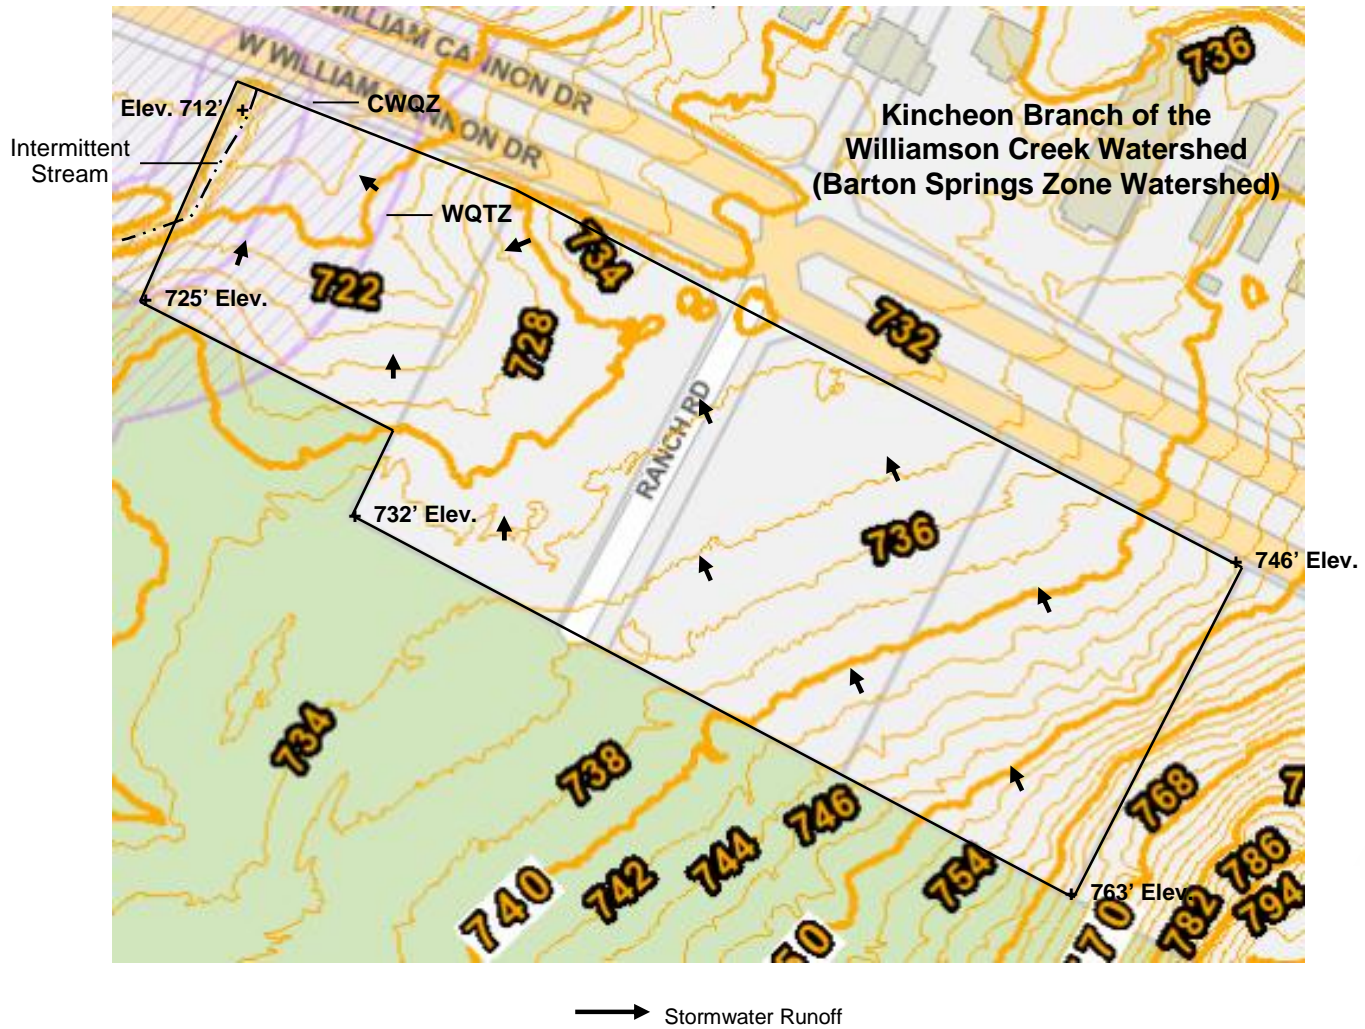 W WILLIAM CANNON DR
W WILLIAM CANNON DR
736
Elev. 712'
CWQZ
Kincheon Branch of the
Williamson Creek Watershed
(Barton Springs Zone Watershed)
Intermittent
Stream
WQTZ
734
722
725' Elev.
728
732
RANCH RD
732' Elev.
736
746' Elev.
734
738
746
768
744
754
786
740
742
763' Elev.
782
794
Stormwater Runoff